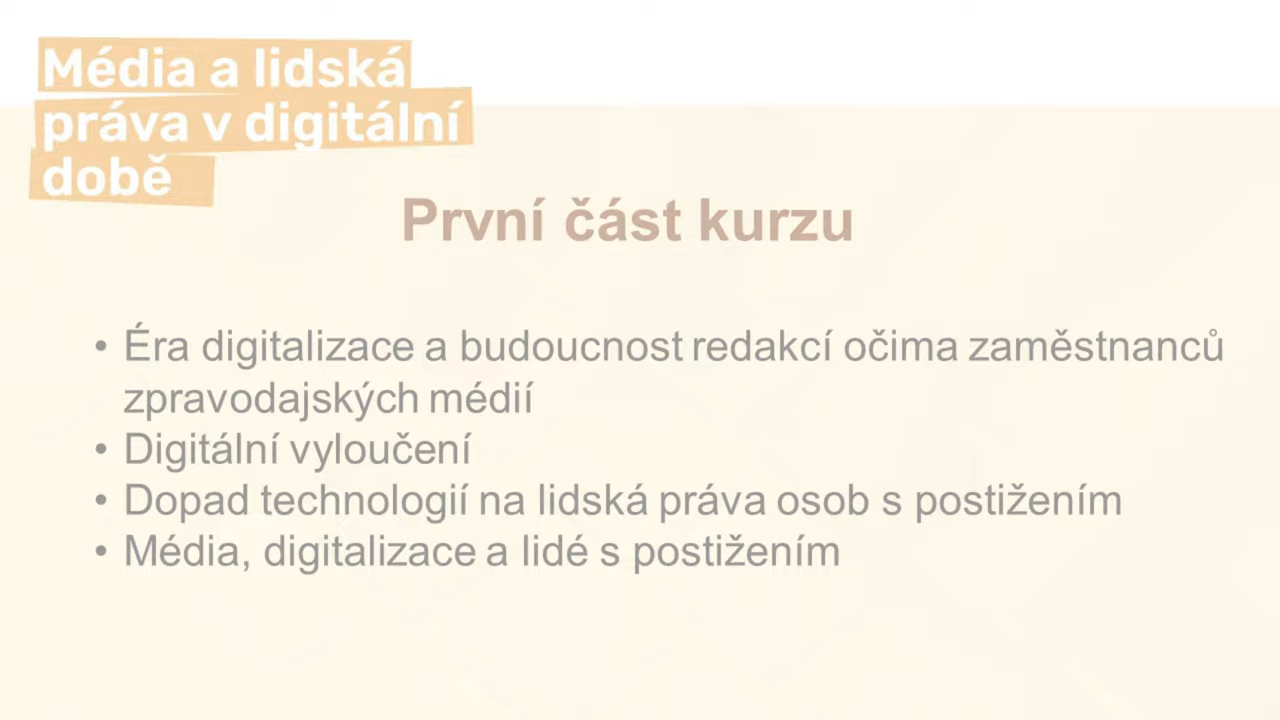 Média a lidská
práva v digitální
době
První část kurzu
• Éra digitalizace a budoucnost redakcí očima zaměstnanců
zpravodajských médií
• Digitální vyloučení
• Dopad technologií na lidská práva osob s postižením
• Média, digitalizace a lidé s postižením